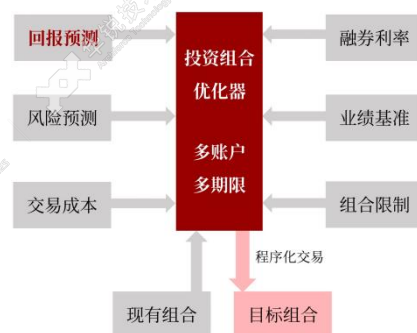 回报预测
风险预测
交易成本
投资组合
优化器
多账户
多期限
融券利率
业绩基准
组合限制
程序化交易
现有组合
目标组合